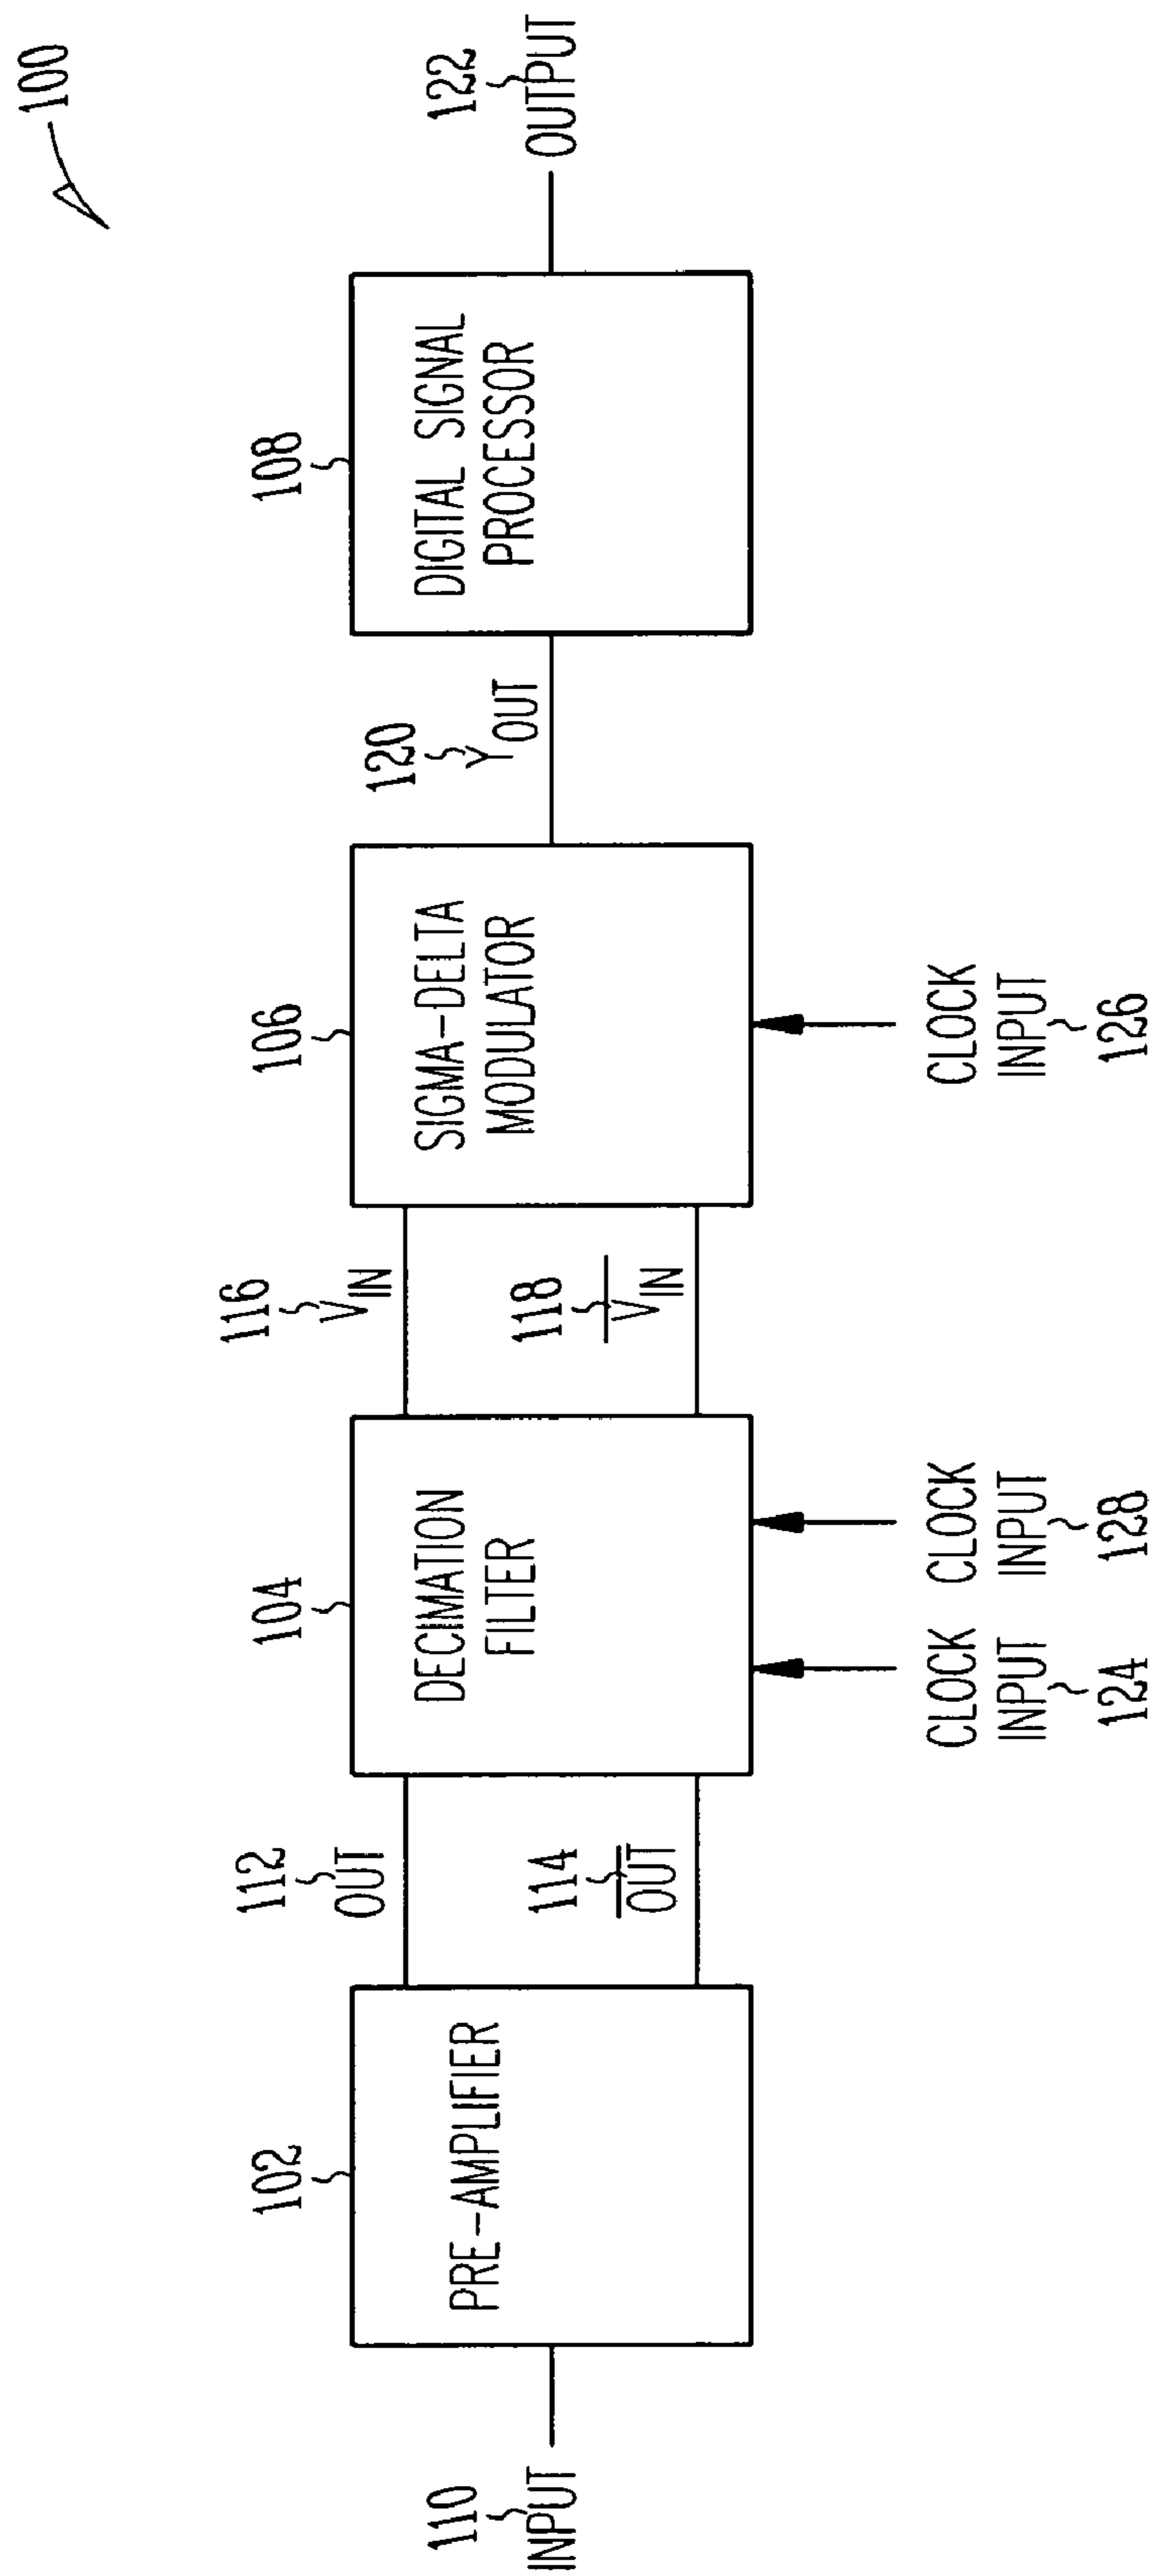 100
110
INPUT
102
PRE-AMPLIFIER
112
OUT
114
OUT
104
DECIMATION
FILTER
CLOCK
INPUT
124
CLOCK
INPUT
128
116
VIN
118
VIN
106
SIGMA-DELTA
MODULATOR
CLOCK
INPUT
126
120
YOUT
108
DIGITAL SIGNAL
PROCESSOR
122
OUTPUT